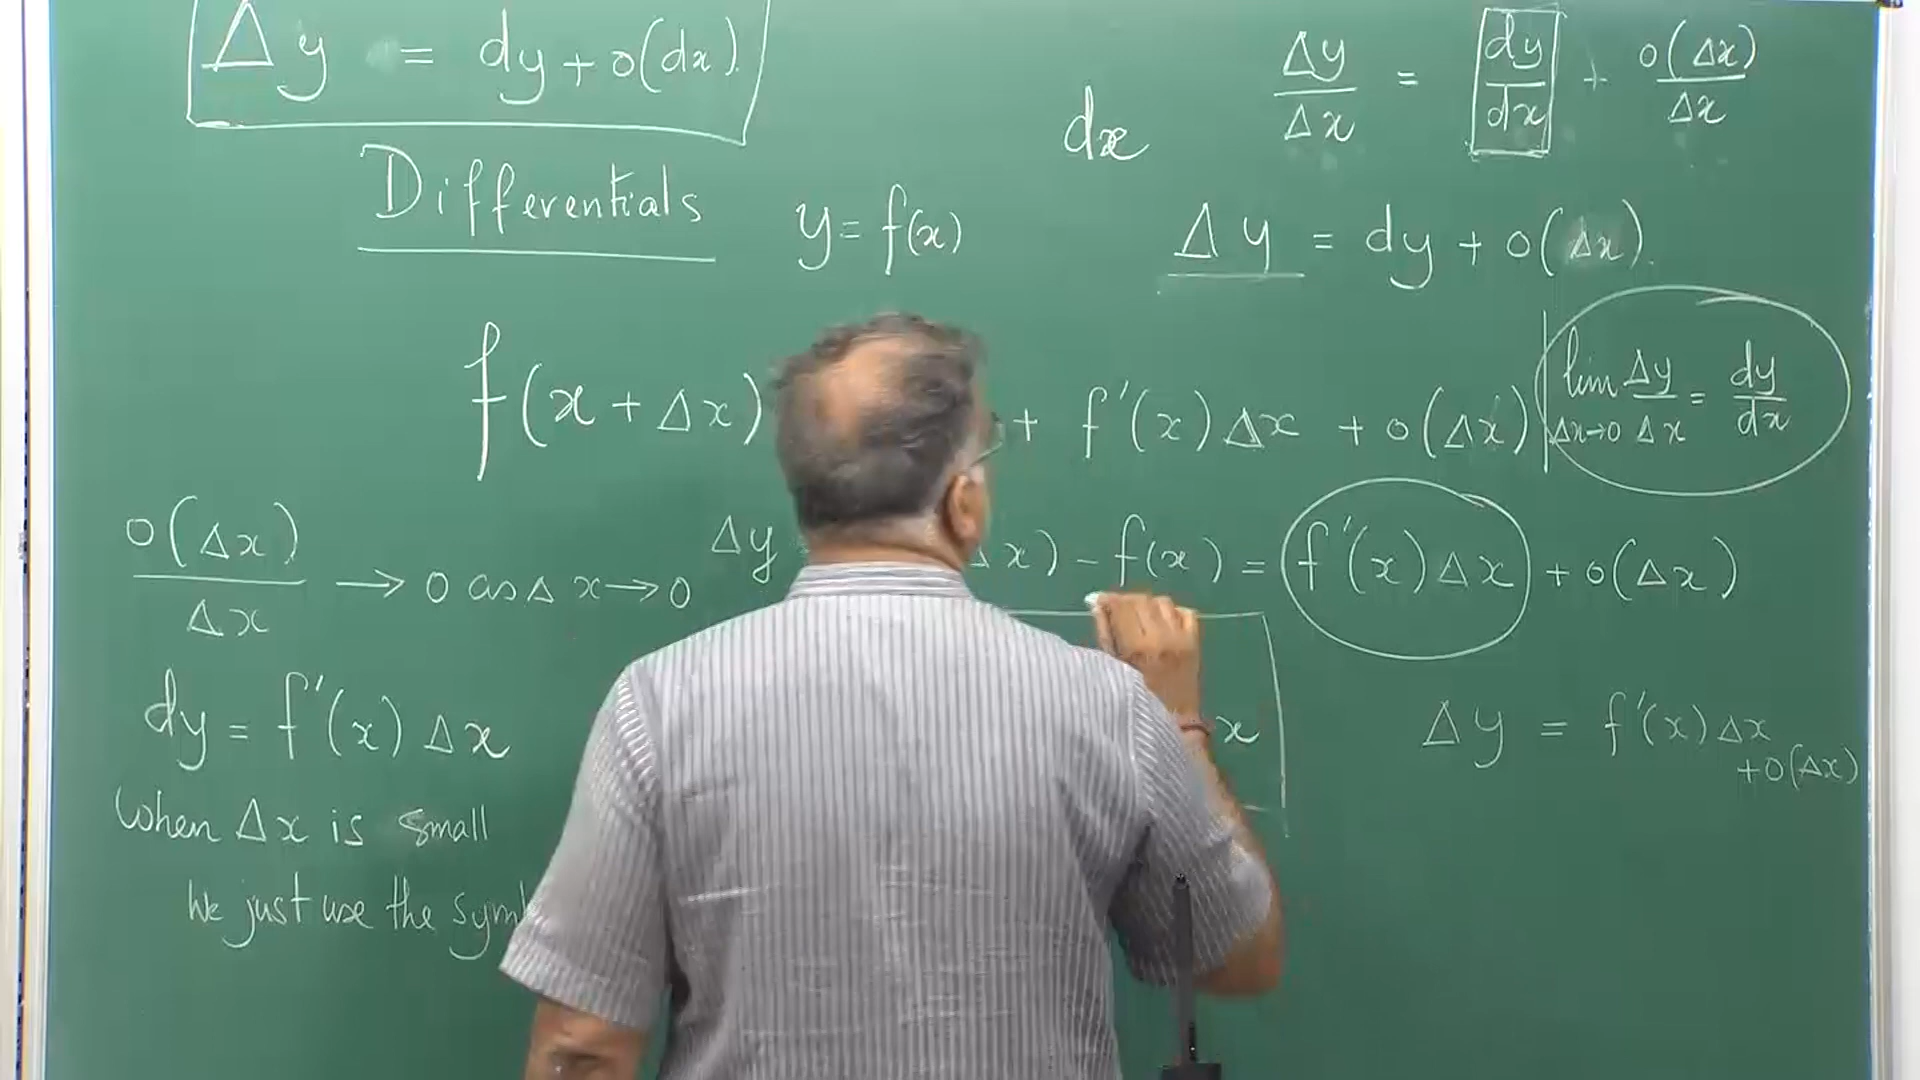 Δy = dy + o(dx).
Δy/Δx = dy/dx + o(Δx)/Δx
dx
Differentials
y = f(x)
Δy = dy + o(Δx).
f(x + Δx) + f'(x) Δx + o(Δx)
lim Δx→0 Δy/Δx = dy/dx
o(Δx)/Δx → 0 as Δx → 0
Δy Δx) - f(x) = f'(x) Δx + o(Δx)
dy = f'(x) Δx
x
Δy = f'(x) Δx
+ o(Δx)
When Δx is small
We just use the